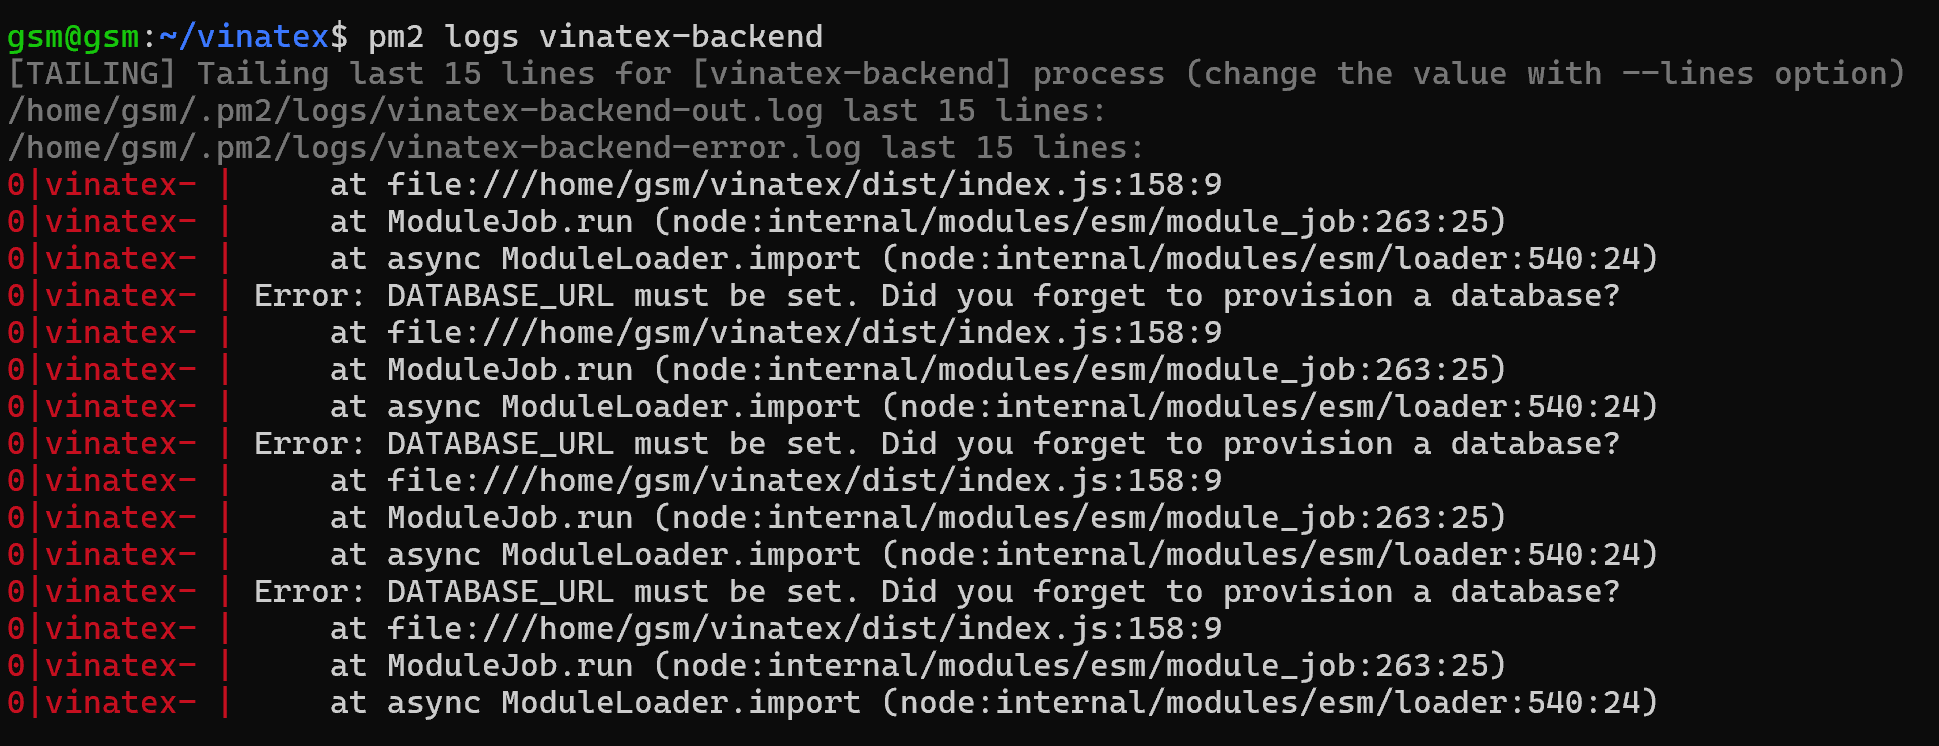 gsm@gsm:~/vinatex$ pm2 logs vinatex-backend
[TAILING] Tailing last 15 lines for [vinatex-backend] process (change the value with --lines option)
/home/gsm/.pm2/logs/vinatex-backend-out.log last 15 lines:
/home/gsm/.pm2/logs/vinatex-backend-error.log last 15 lines:
0|vinatex- |     at file:///home/gsm/vinatex/dist/index.js:158:9
0|vinatex- |     at ModuleJob.run (node:internal/modules/esm/module_job:263:25)
0|vinatex- |     at async ModuleLoader.import (node:internal/modules/esm/loader:540:24)
0|vinatex- | Error: DATABASE_URL must be set. Did you forget to provision a database?
0|vinatex- |     at file:///home/gsm/vinatex/dist/index.js:158:9
0|vinatex- |     at ModuleJob.run (node:internal/modules/esm/module_job:263:25)
0|vinatex- |     at async ModuleLoader.import (node:internal/modules/esm/loader:540:24)
0|vinatex- | Error: DATABASE_URL must be set. Did you forget to provision a database?
0|vinatex- |     at file:///home/gsm/vinatex/dist/index.js:158:9
0|vinatex- |     at ModuleJob.run (node:internal/modules/esm/module_job:263:25)
0|vinatex- |     at async ModuleLoader.import (node:internal/modules/esm/loader:540:24)
0|vinatex- | Error: DATABASE_URL must be set. Did you forget to provision a database?
0|vinatex- |     at file:///home/gsm/vinatex/dist/index.js:158:9
0|vinatex- |     at ModuleJob.run (node:internal/modules/esm/module_job:263:25)
0|vinatex- |     at async ModuleLoader.import (node:internal/modules/esm/loader:540:24)